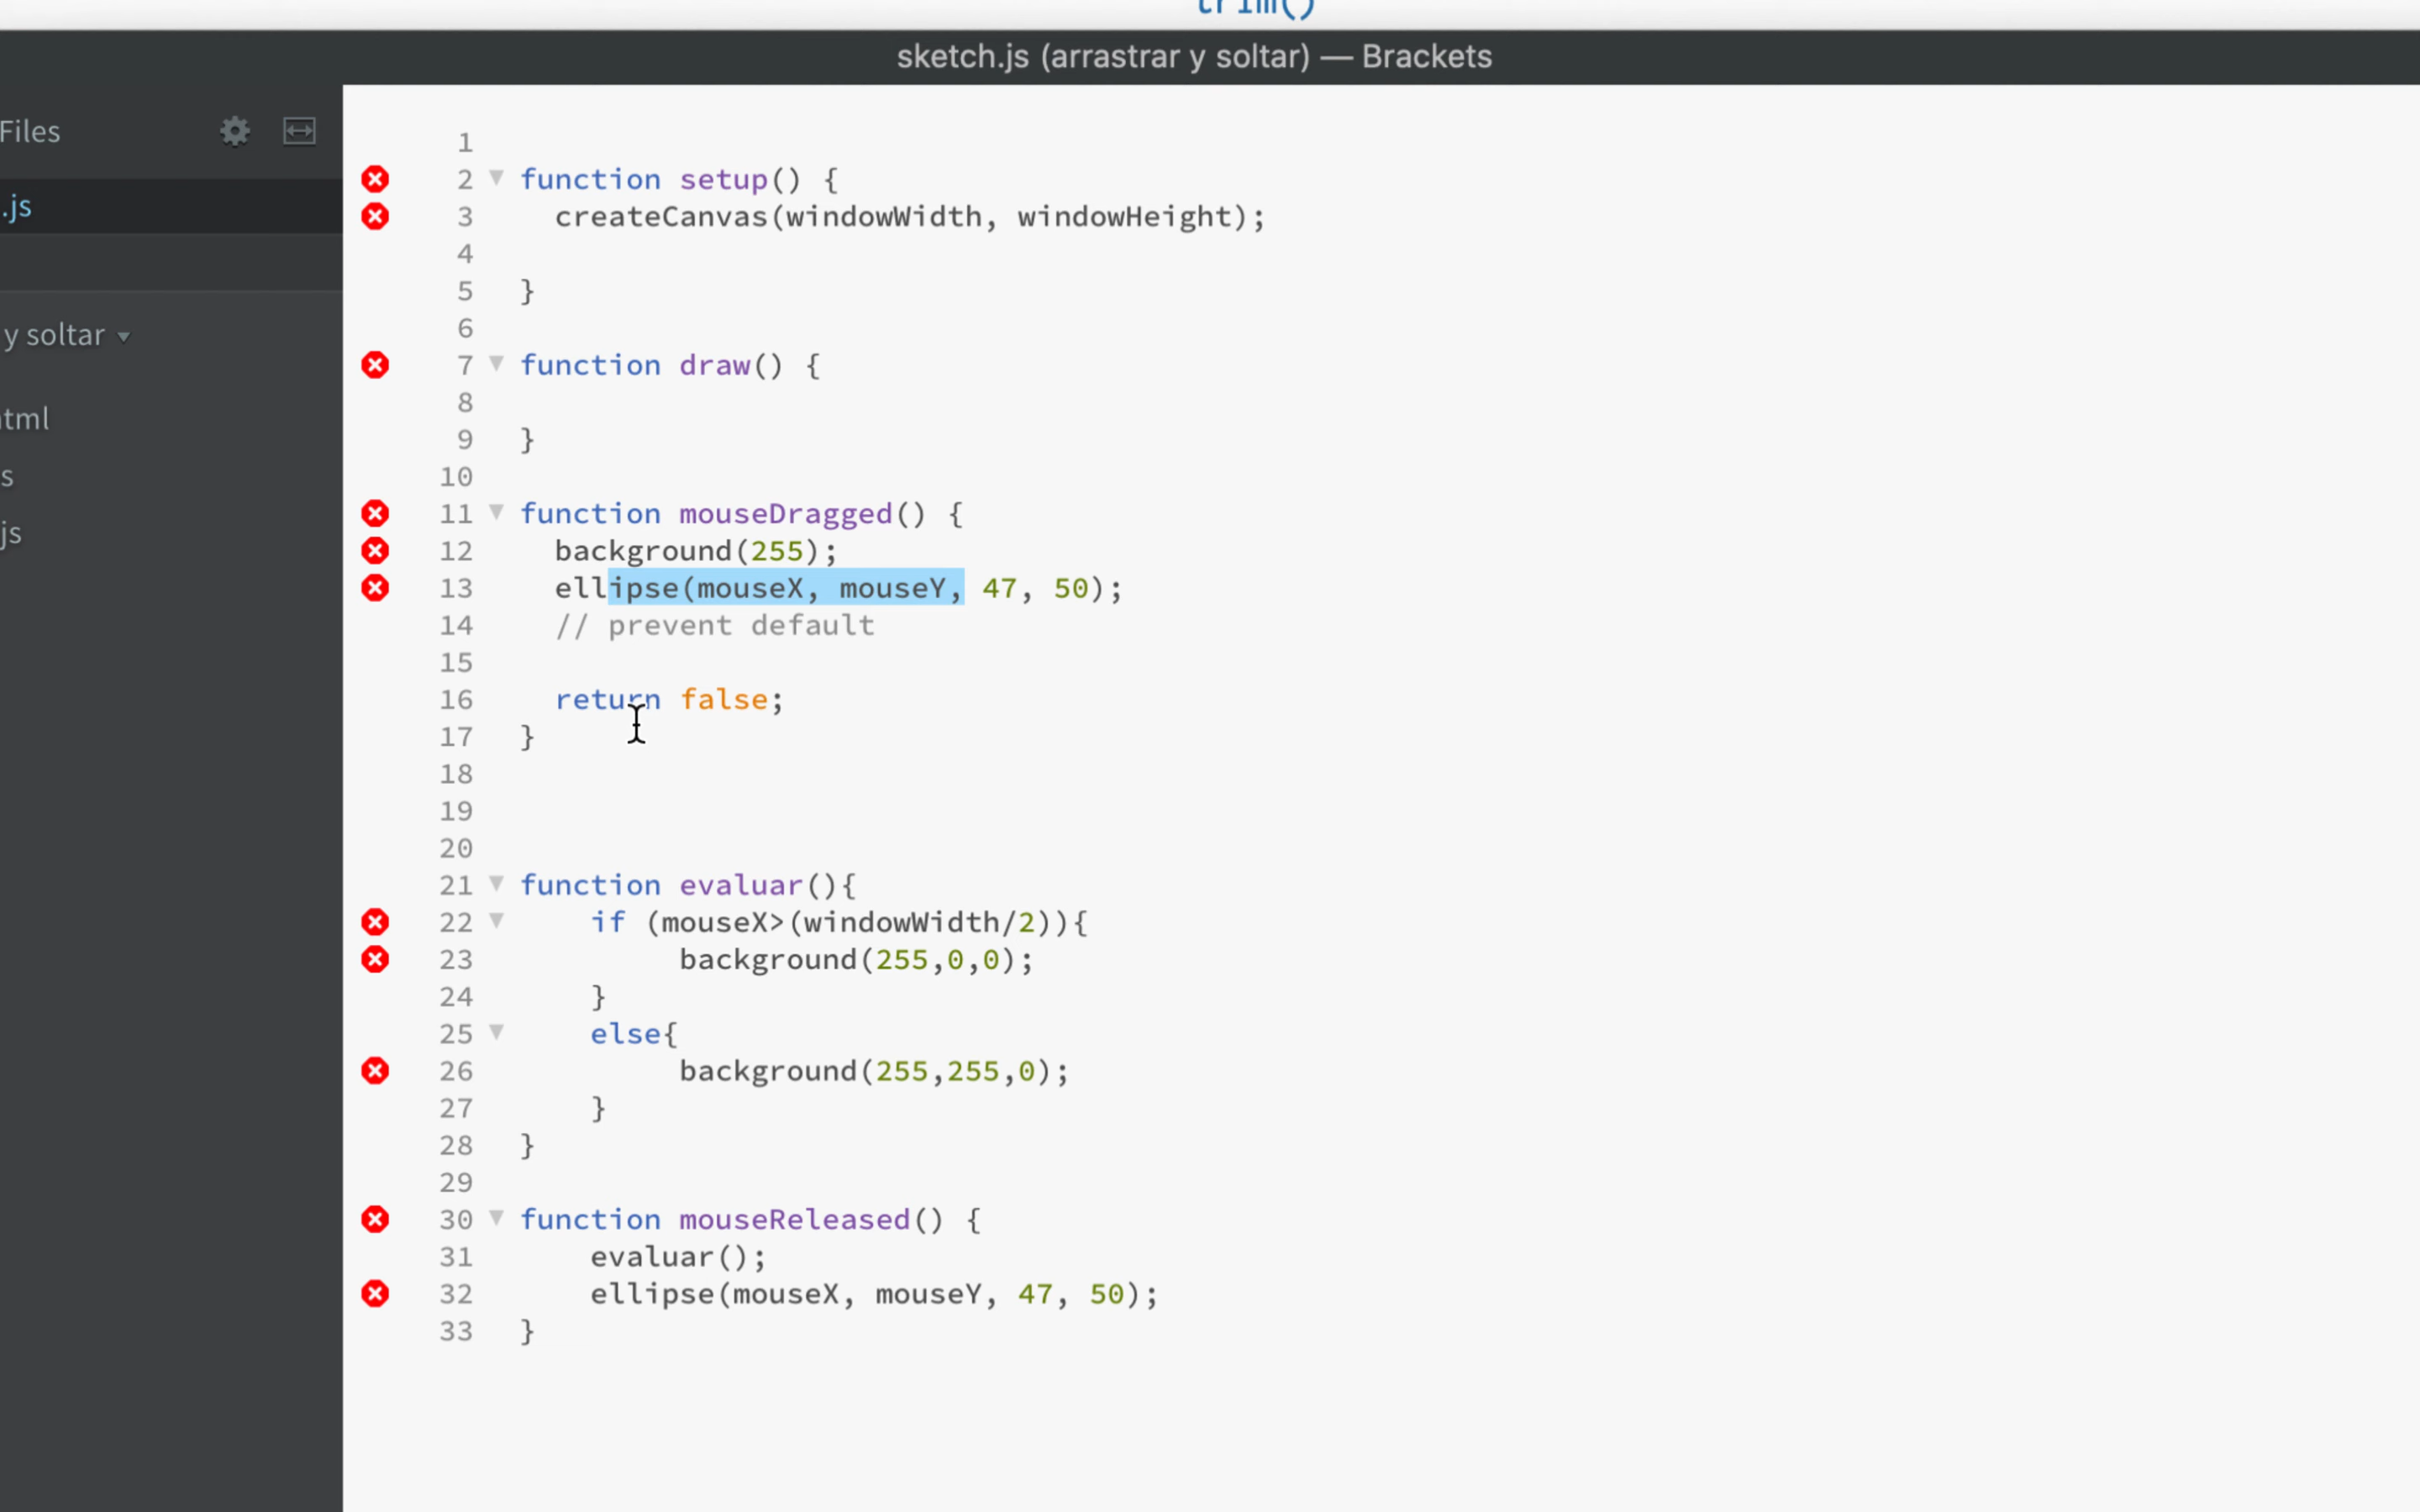 trim()
sketch.js (arrastrar y soltar) — Brackets
Files
.js
y soltar
html
s
js
1
2 function setup() {
3 createCanvas(windowWidth, windowHeight);
4
5 }
6
7 function draw() {
8
9 }
10
11 function mouseDragged() {
12 background(255);
13 ellipse(mouseX, mouseY, 47, 50);
14 // prevent default
15
16 return false;
17 }
18
19
20
21 function evaluar(){
22 if (mouseX>(windowWidth/2)){
23 background(255,0,0);
24 }
25 else{
26 background(255,255,0);
27 }
28 }
29
30 function mouseReleased() {
31 evaluar();
32 ellipse(mouseX, mouseY, 47, 50);
33 }